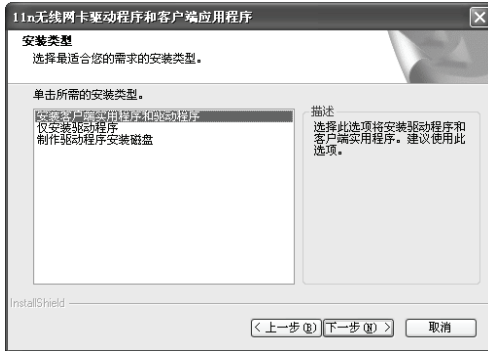 11n无线网卡驱动程序和客户端应用程序
安装类型
选择最适合您的需求的安装类型。
单击所需的安装类型。
安装客户端实用程序和驱动程序
仅安装驱动程序
制作驱动程序安装磁盘
描述
选择此选项将安装驱动程序和
客户端实用程序。建议使用此
选项。
InstallShield
< 上一步(B)
下一步(N) >
取消